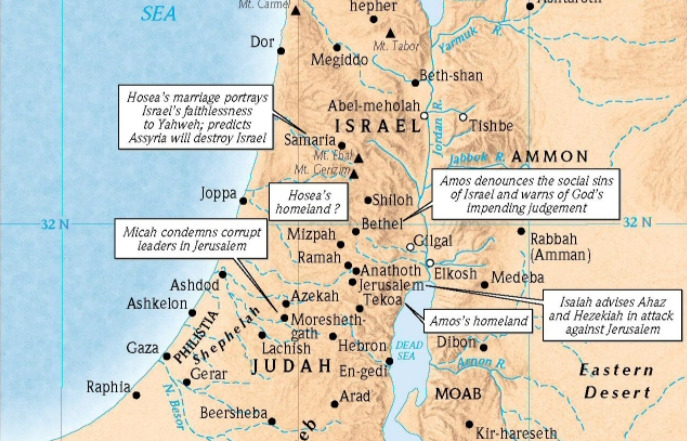 Mt. Carmel
hepher
Ashtaroth
SEA
Mt. Tabor
Yarmuk R.
Dor
Megiddo
Beth-shan
Hosea's marriage portrays
Israel's faithlessness
to Yahweh; predicts
Assyria will destroy Israel
Abel-meholah
ISRAEL
Jordan R.
Tishbe
Samaria
Mt. Ebal
Mt. Gerizim
Jabbok R.
AMMON
Joppa
Hosea's
homeland ?
Shiloh
Amos denounces the social sins
of Israel and warns of God's
impending judgement
32 N
32 N
Bethel
Micah condemns corrupt
leaders in Jerusalem
Mizpah
Gilgal
Rabbah
(Amman)
Ramah
Anathoth
Elkosh
Medeba
Ashdod
Jerusalem
Azekah
Tekoa
Isaiah advises Ahaz
and Hezekiah in attack
against Jerusalem
Ashkelon
Moresheth-
gath
Amos's homeland
PHILISTIA
Shephelah
Gaza
Lachish
Hebron
DEAD
SEA
Dibon
JUDAH
En-gedi
Arnon R.
Eastern
Desert
Gerar
Raphia
N. Besor
Arad
MOAB
Beersheba
eb
Kir-hareseth